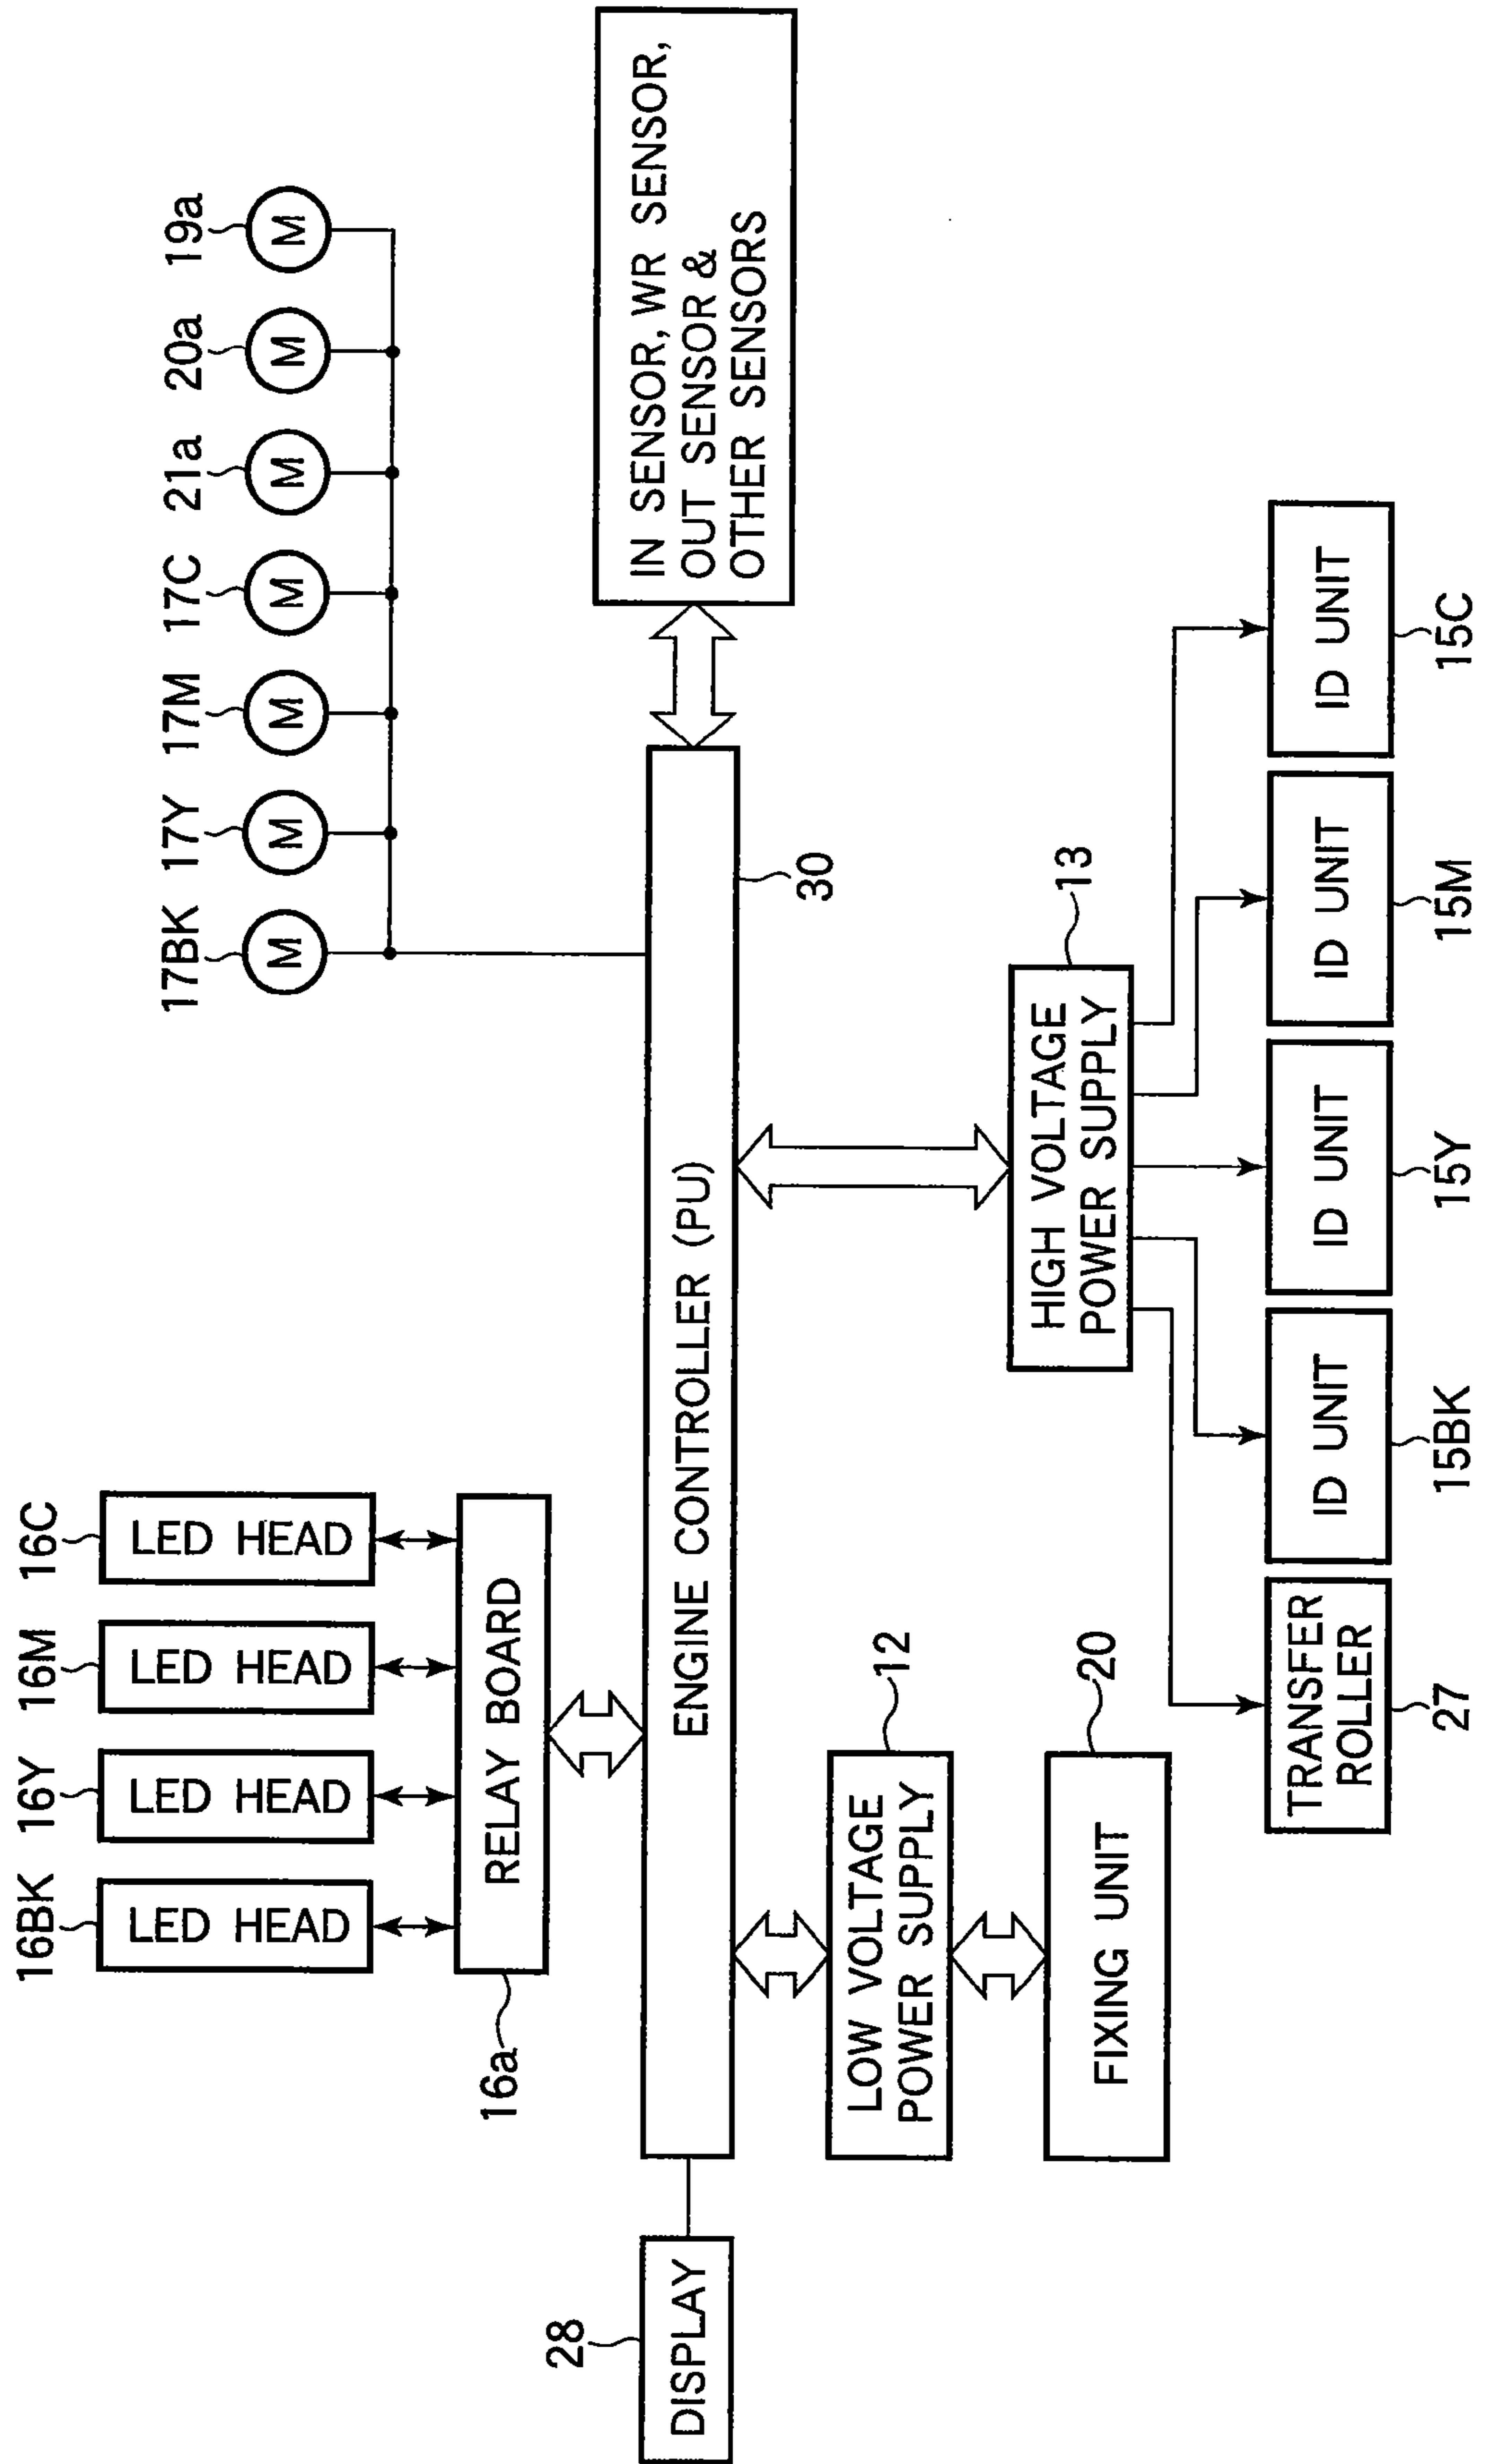 16BK
16Y
16M
16C
LED HEAD
LED HEAD
LED HEAD
LED HEAD
16a
RELAY BOARD
17BK
17Y
17M
17C
21a
20a
19a
M
M
M
M
M
M
M
28
DISPLAY
ENGINE CONTROLLER (PU)
30
IN SENSOR, WR SENSOR,
OUT SENSOR &
OTHER SENSORS
12
LOW VOLTAGE
POWER SUPPLY
20
FIXING UNIT
13
HIGH VOLTAGE
POWER SUPPLY
TRANSFER
ROLLER
ID UNIT
ID UNIT
ID UNIT
ID UNIT
27
15BK
15Y
15M
15C